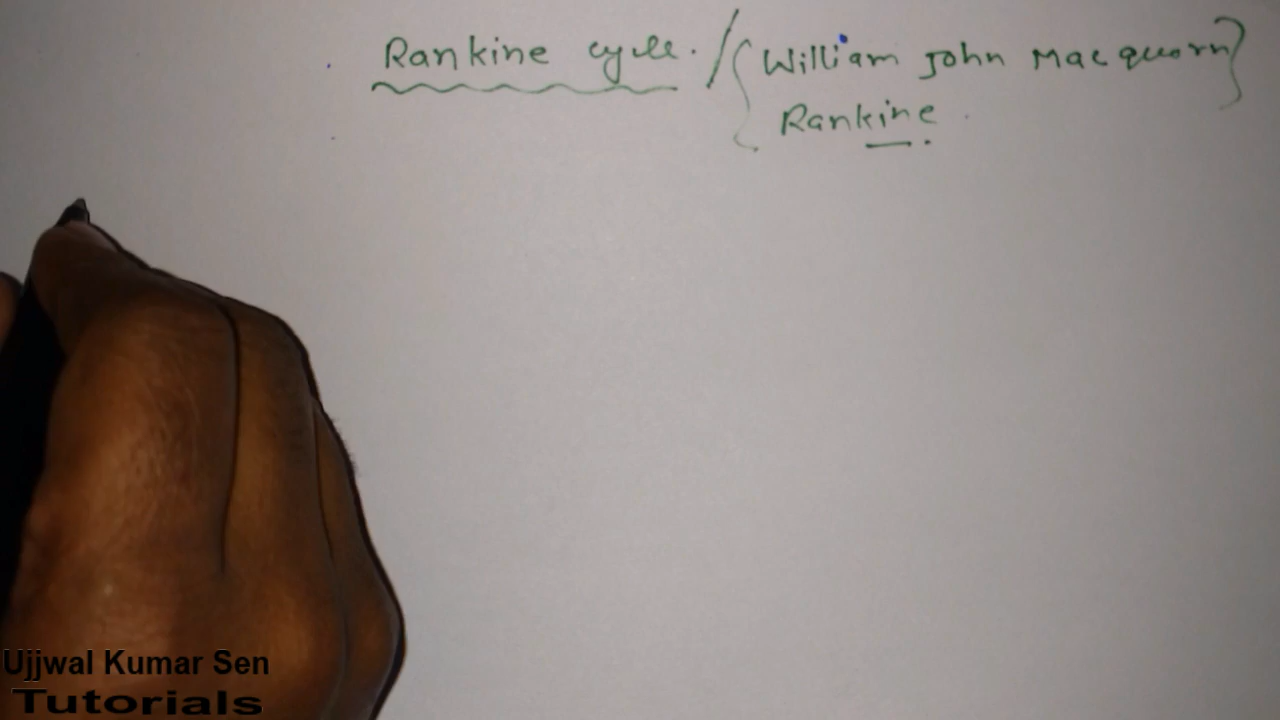 Rankine cycle. / { William John Macquorn }
Rankine.
Ujjwal Kumar Sen
Tutorials